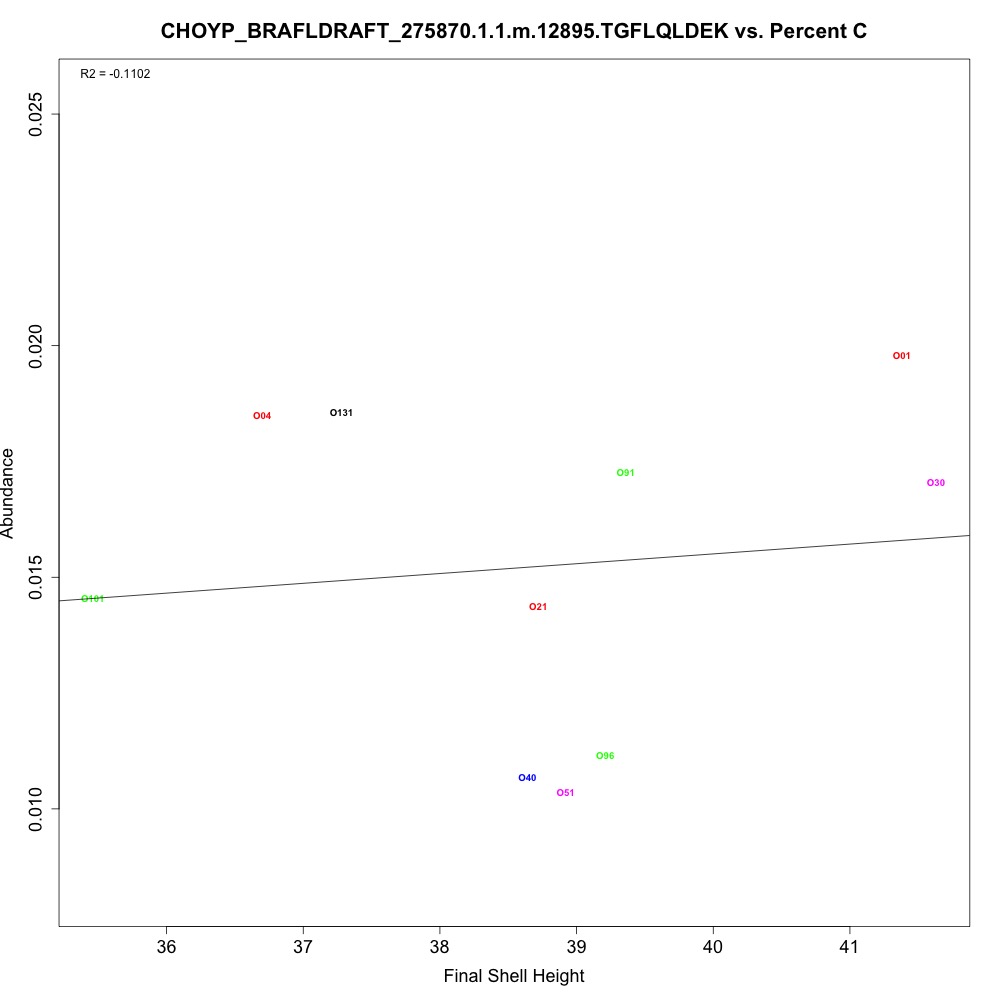 CHOYP_BRAFLDRAFT_275870.1.1.m.12895.TGFLQLDEK vs. Percent C
R2 = -0.1102
0.025
0.020
0.015
0.010
Abundance
O01
O04
O131
O91
O30
O101
O21
O96
O40
O51
36 37 38 39 40 41
Final Shell Height